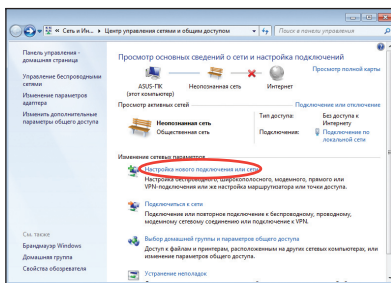 « Сеть и Ин... ▸ Центр управления сетями и общим доступом
Поиск в панели управления
Панель управления -
домашняя страница
Управление беспроводными
сетями
Изменение параметров
адаптера
Изменить дополнительные
параметры общего доступа
См. также
Брандмауэр Windows
Домашняя группа
Свойства обозревателя
Просмотр основных сведений о сети и настройка подключений
Просмотр полной карты
ASUS-ПК
(этот компьютер)
Неопознанная сеть
Интернет
Просмотр активных сетей
Подключение или отключение
Неопознанная сеть
Общественная сеть
Тип доступа:
Без доступа к
Интернету
Подключения:
Подключение по
локальной сети
Изменение сетевых параметров
Настройка нового подключения или сети
Настройка беспроводного, широкополосного, модемного, прямого или
VPN-подключения или же настройка маршрутизатора или точки доступа.
Подключиться к сети
Подключение или повторное подключение к беспроводному, проводному,
модемному сетевому соединению или подключение к VPN.
Выбор домашней группы и параметров общего доступа
Доступ к файлам и принтерам, расположенным на других сетевых компьютерах, или
изменение параметров общего доступа.
Устранение неполадок